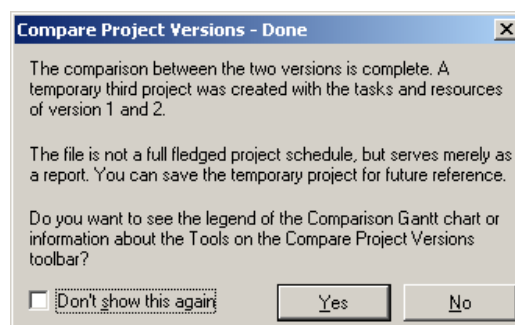 Compare Project Versions - Done
The comparison between the two versions is complete. A
temporary third project was created with the tasks and resources
of version 1 and 2.
The file is not a full fledged project schedule, but serves merely as
a report. You can save the temporary project for future reference.
Do you want to see the legend of the Comparison Gantt chart or
information about the Tools on the Compare Project Versions
toolbar?
Don't show this again
Yes
No